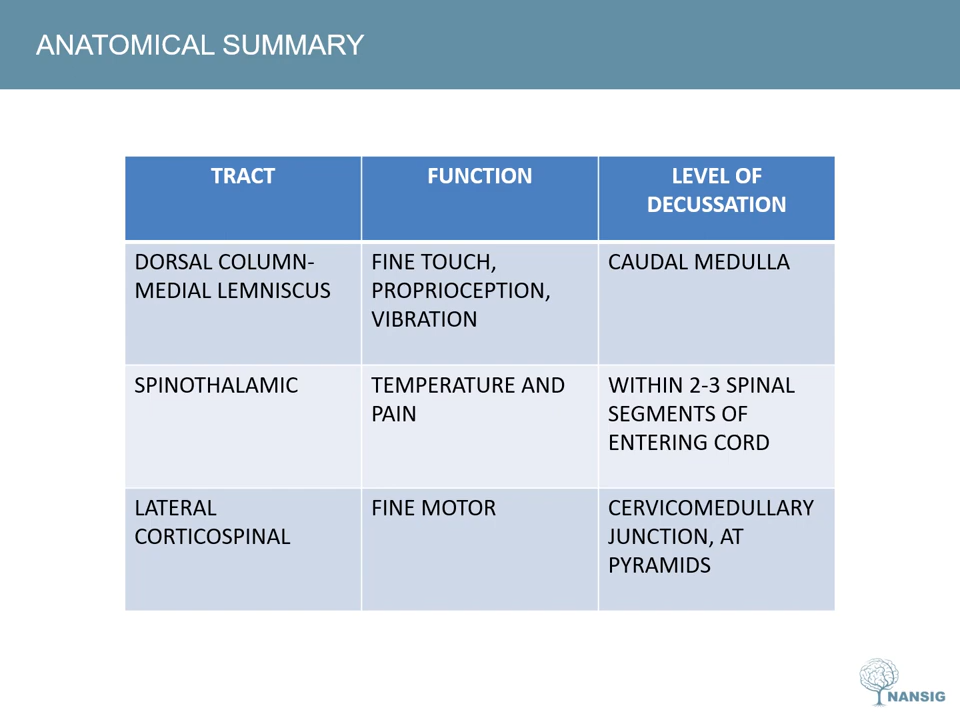 ANATOMICAL SUMMARY
TRACT
FUNCTION
LEVEL OF
DECUSSATION
DORSAL COLUMN-
MEDIAL LEMNISCUS
FINE TOUCH,
PROPRIOCEPTION,
VIBRATION
CAUDAL MEDULLA
SPINOTHALAMIC
TEMPERATURE AND
PAIN
WITHIN 2-3 SPINAL
SEGMENTS OF
ENTERING CORD
LATERAL
CORTICOSPINAL
FINE MOTOR
CERVICOMEDULLARY
JUNCTION, AT
PYRAMIDS
NANSIG